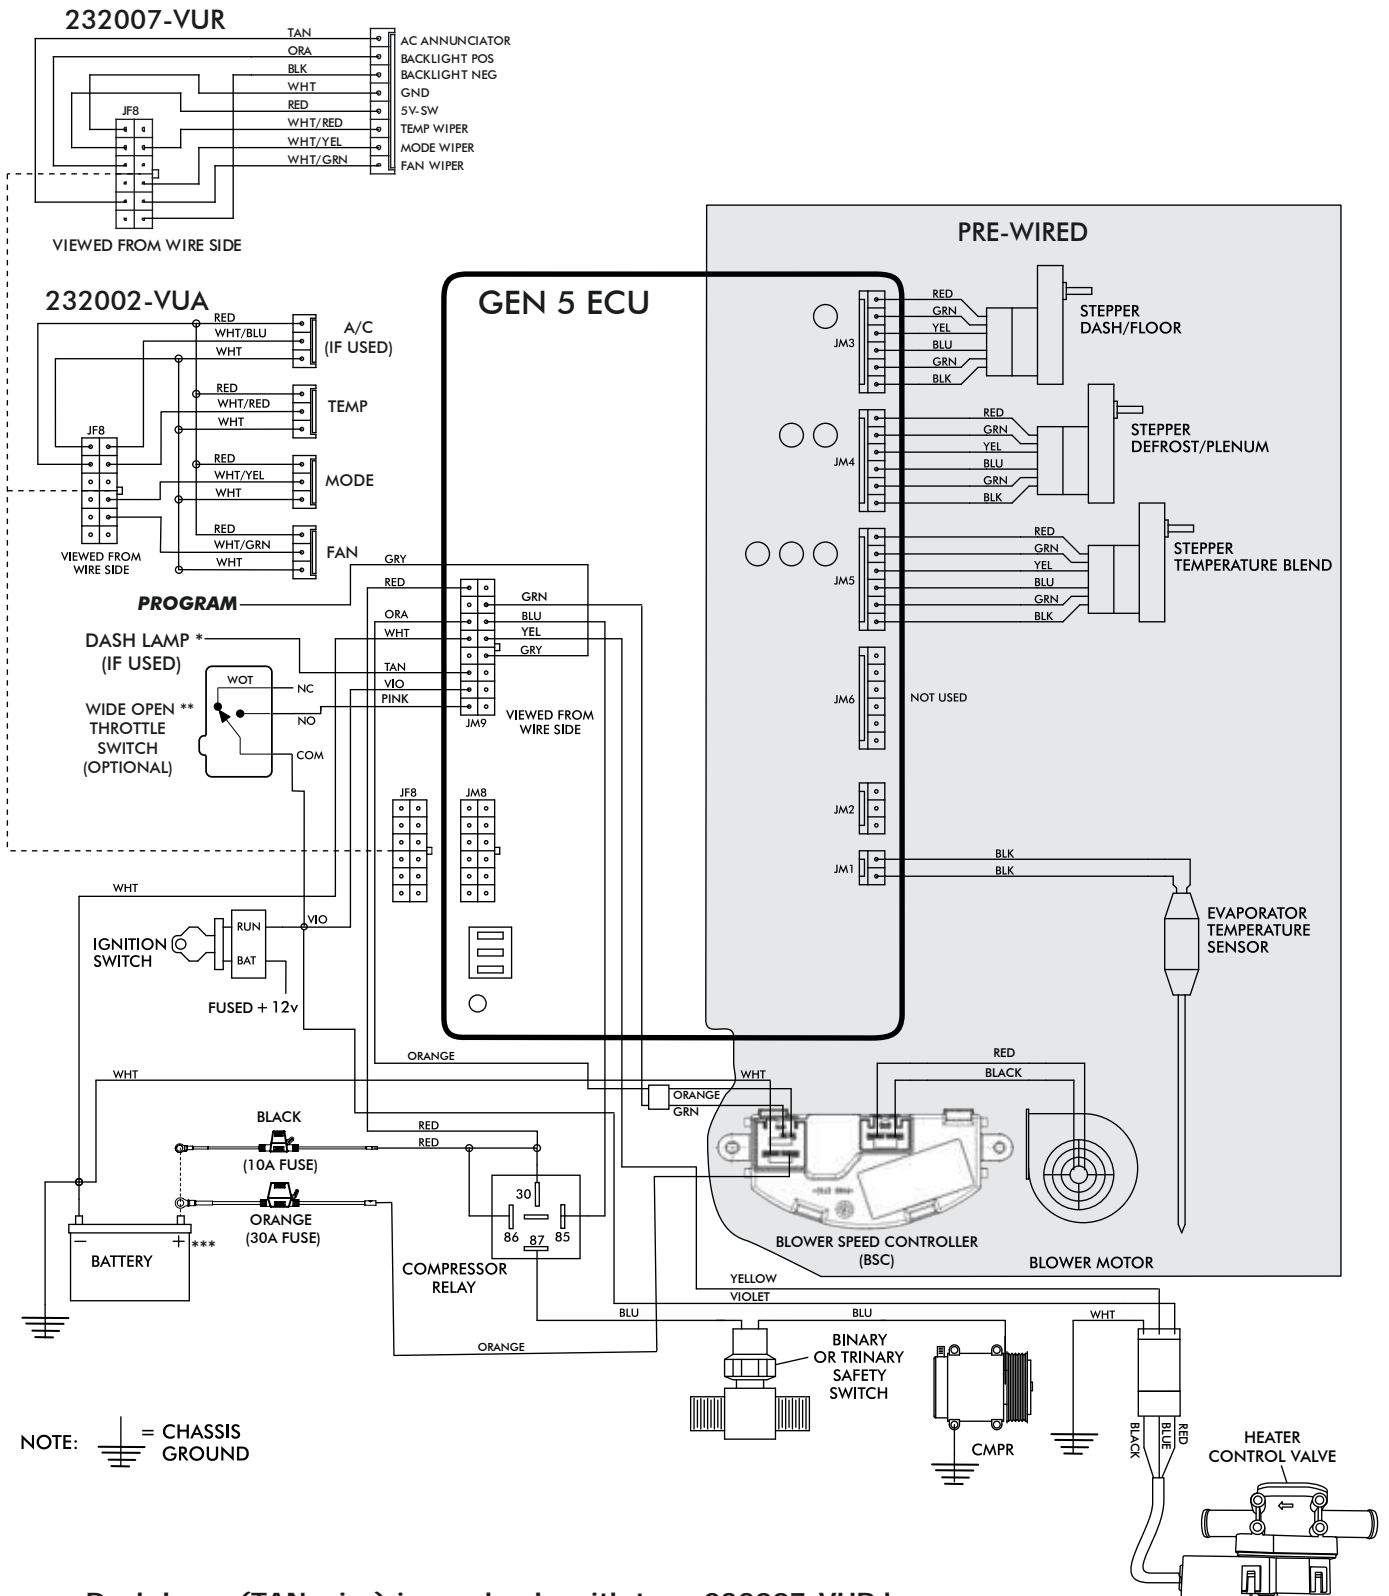 232007-VUR
TAN
ORA
BLK
WHT
RED
WHT/RED
WHT/YEL
WHT/GRN
AC ANNUNCIATOR
BACKLIGHT POS
BACKLIGHT NEG
GND
5V-SW
TEMP WIPER
MODE WIPER
FAN WIPER
JF8
VIEWED FROM WIRE SIDE
232002-VUA
RED
WHT/BLU
WHT
A/C
(IF USED)
RED
WHT/RED
WHT
TEMP
RED
WHT/YEL
WHT
MODE
RED
WHT/GRN
WHT
FAN
JF8
VIEWED FROM
WIRE SIDE
GEN 5 ECU
PRE-WIRED
JM3
RED
GRN
YEL
BLU
GRN
BLK
STEPPER
DASH/FLOOR
JM4
RED
GRN
YEL
BLU
GRN
BLK
STEPPER
DEFROST/PLENUM
JM5
RED
GRN
YEL
BLU
GRN
BLK
STEPPER
TEMPERATURE BLEND
JM6
NOT USED
JM2
JM1
BLK
BLK
EVAPORATOR
TEMPERATURE
SENSOR
PROGRAM
GRY
RED
ORA
WHT
TAN
VIO
PINK
GRN
BLU
YEL
GRY
JM9
VIEWED FROM
WIRE SIDE
DASH LAMP *
(IF USED)
WOT
NC
NO
COM
WIDE OPEN **
THROTTLE
SWITCH
(OPTIONAL)
JF8
JM8
WHT
IGNITION
SWITCH
RUN
BAT
VIO
FUSED + 12v
ORANGE
WHT
WHT
ORANGE
GRN
RED
BLACK
BLACK
(10A FUSE)
RED
RED
ORANGE
(30A FUSE)
BATTERY
−
+
***
30
86
87
85
COMPRESSOR
RELAY
BLOWER SPEED CONTROLLER
(BSC)
BLOWER MOTOR
YELLOW
VIOLET
BLU
BLU
ORANGE
WHT
BINARY
OR TRINARY
SAFETY
SWITCH
CMPR
BLACK
BLUE
RED
HEATER
CONTROL VALVE
NOTE:
= CHASSIS
GROUND